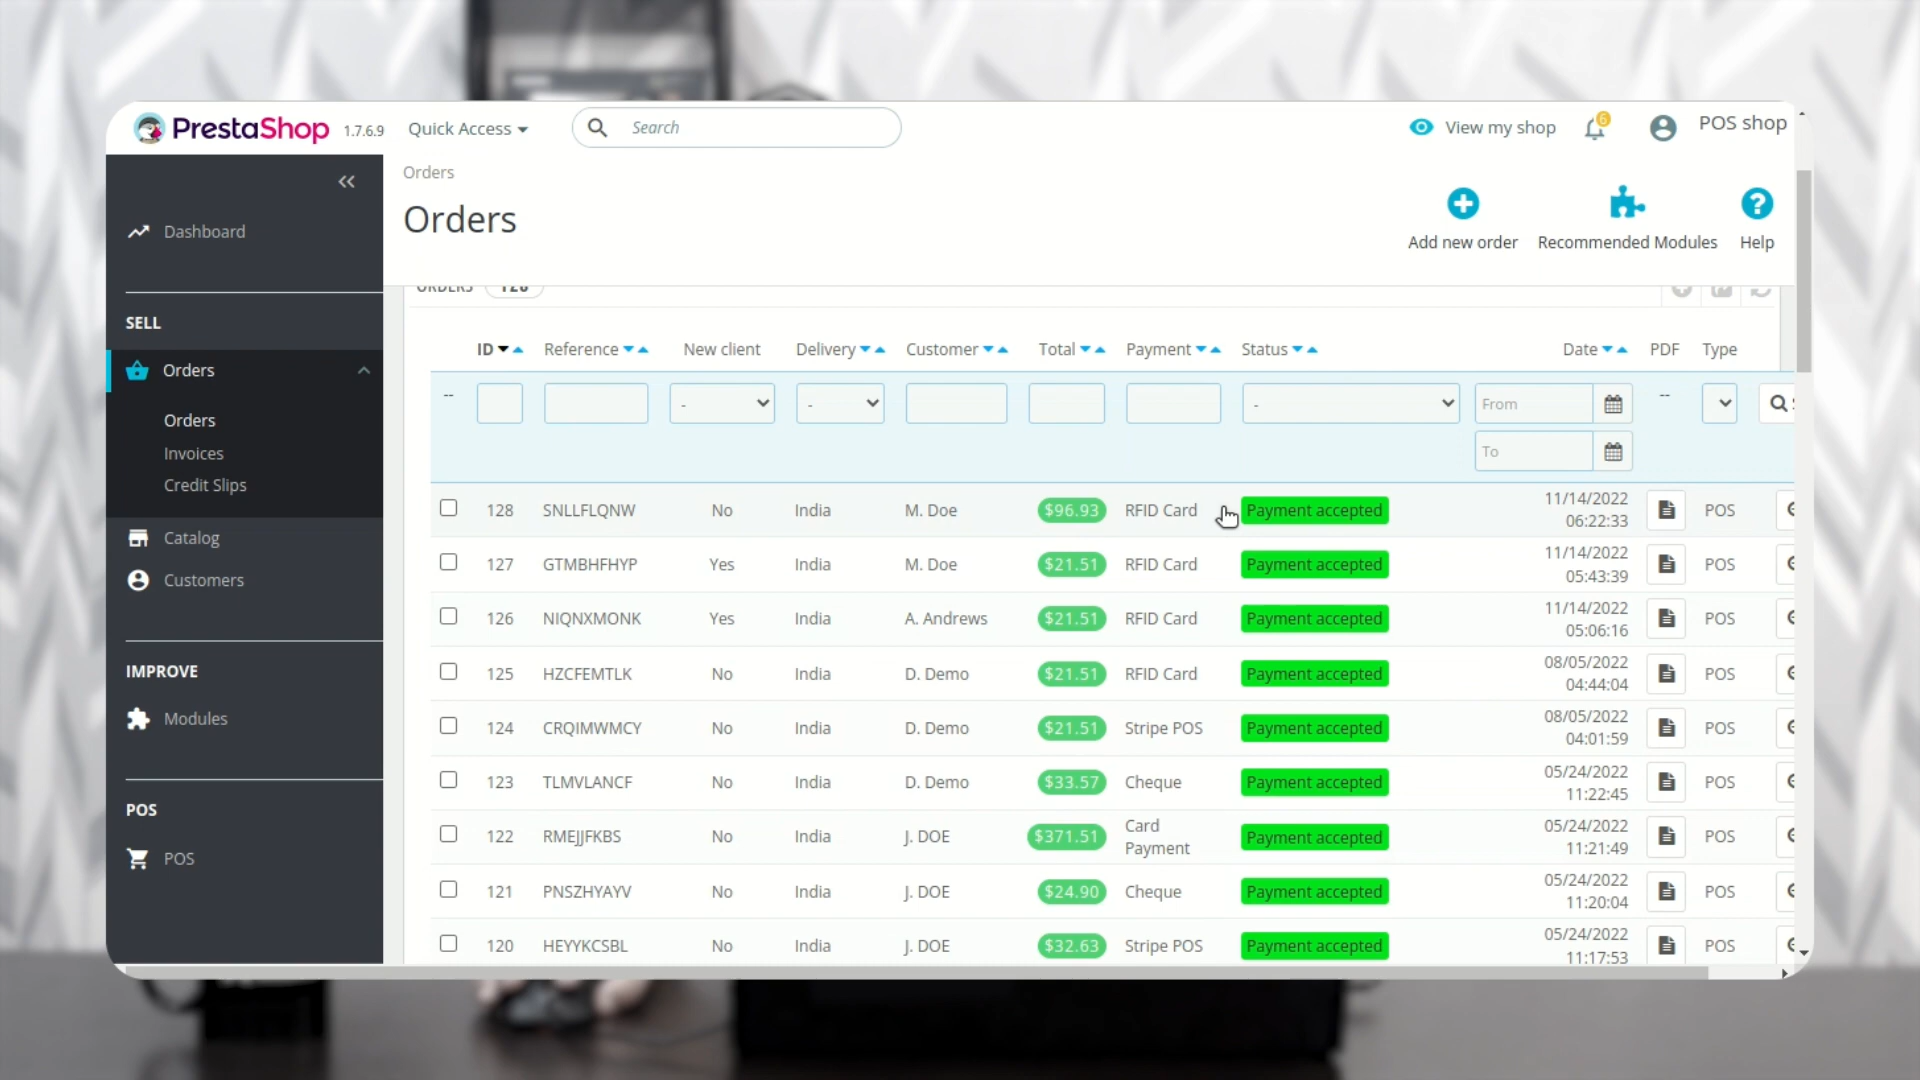 PrestaShop 1.7.6.9 Quick Access Search View my shop 6 POS shop
Orders
Orders
Add new order Recommended Modules Help
Dashboard
SELL
Orders
Orders
Invoices
Credit Slips
Catalog
Customers
IMPROVE
Modules
POS
POS
ORDERS 128
ID Reference New client Delivery Customer Total Payment Status Date PDF Type
-- - - - From --
To
128 SNLLFLQNW No India M. Doe $96.93 RFID Card Payment accepted 11/14/2022 06:22:33 POS
127 GTMBHFHYP Yes India M. Doe $21.51 RFID Card Payment accepted 11/14/2022 05:43:39 POS
126 NIQNXMONK Yes India A. Andrews $21.51 RFID Card Payment accepted 11/14/2022 05:06:16 POS
125 HZCFEMTLK No India D. Demo $21.51 RFID Card Payment accepted 08/05/2022 04:44:04 POS
124 CRQIMWMCY No India D. Demo $21.51 Stripe POS Payment accepted 08/05/2022 04:01:59 POS
123 TLMVLANCF No India D. Demo $33.57 Cheque Payment accepted 05/24/2022 11:22:45 POS
122 RMEJJFKBS No India J. DOE $371.51 Card Payment Payment accepted 05/24/2022 11:21:49 POS
121 PNSZHYAYV No India J. DOE $24.90 Cheque Payment accepted 05/24/2022 11:20:04 POS
120 HEYYKCSBL No India J. DOE $32.63 Stripe POS Payment accepted 05/24/2022 11:17:53 POS